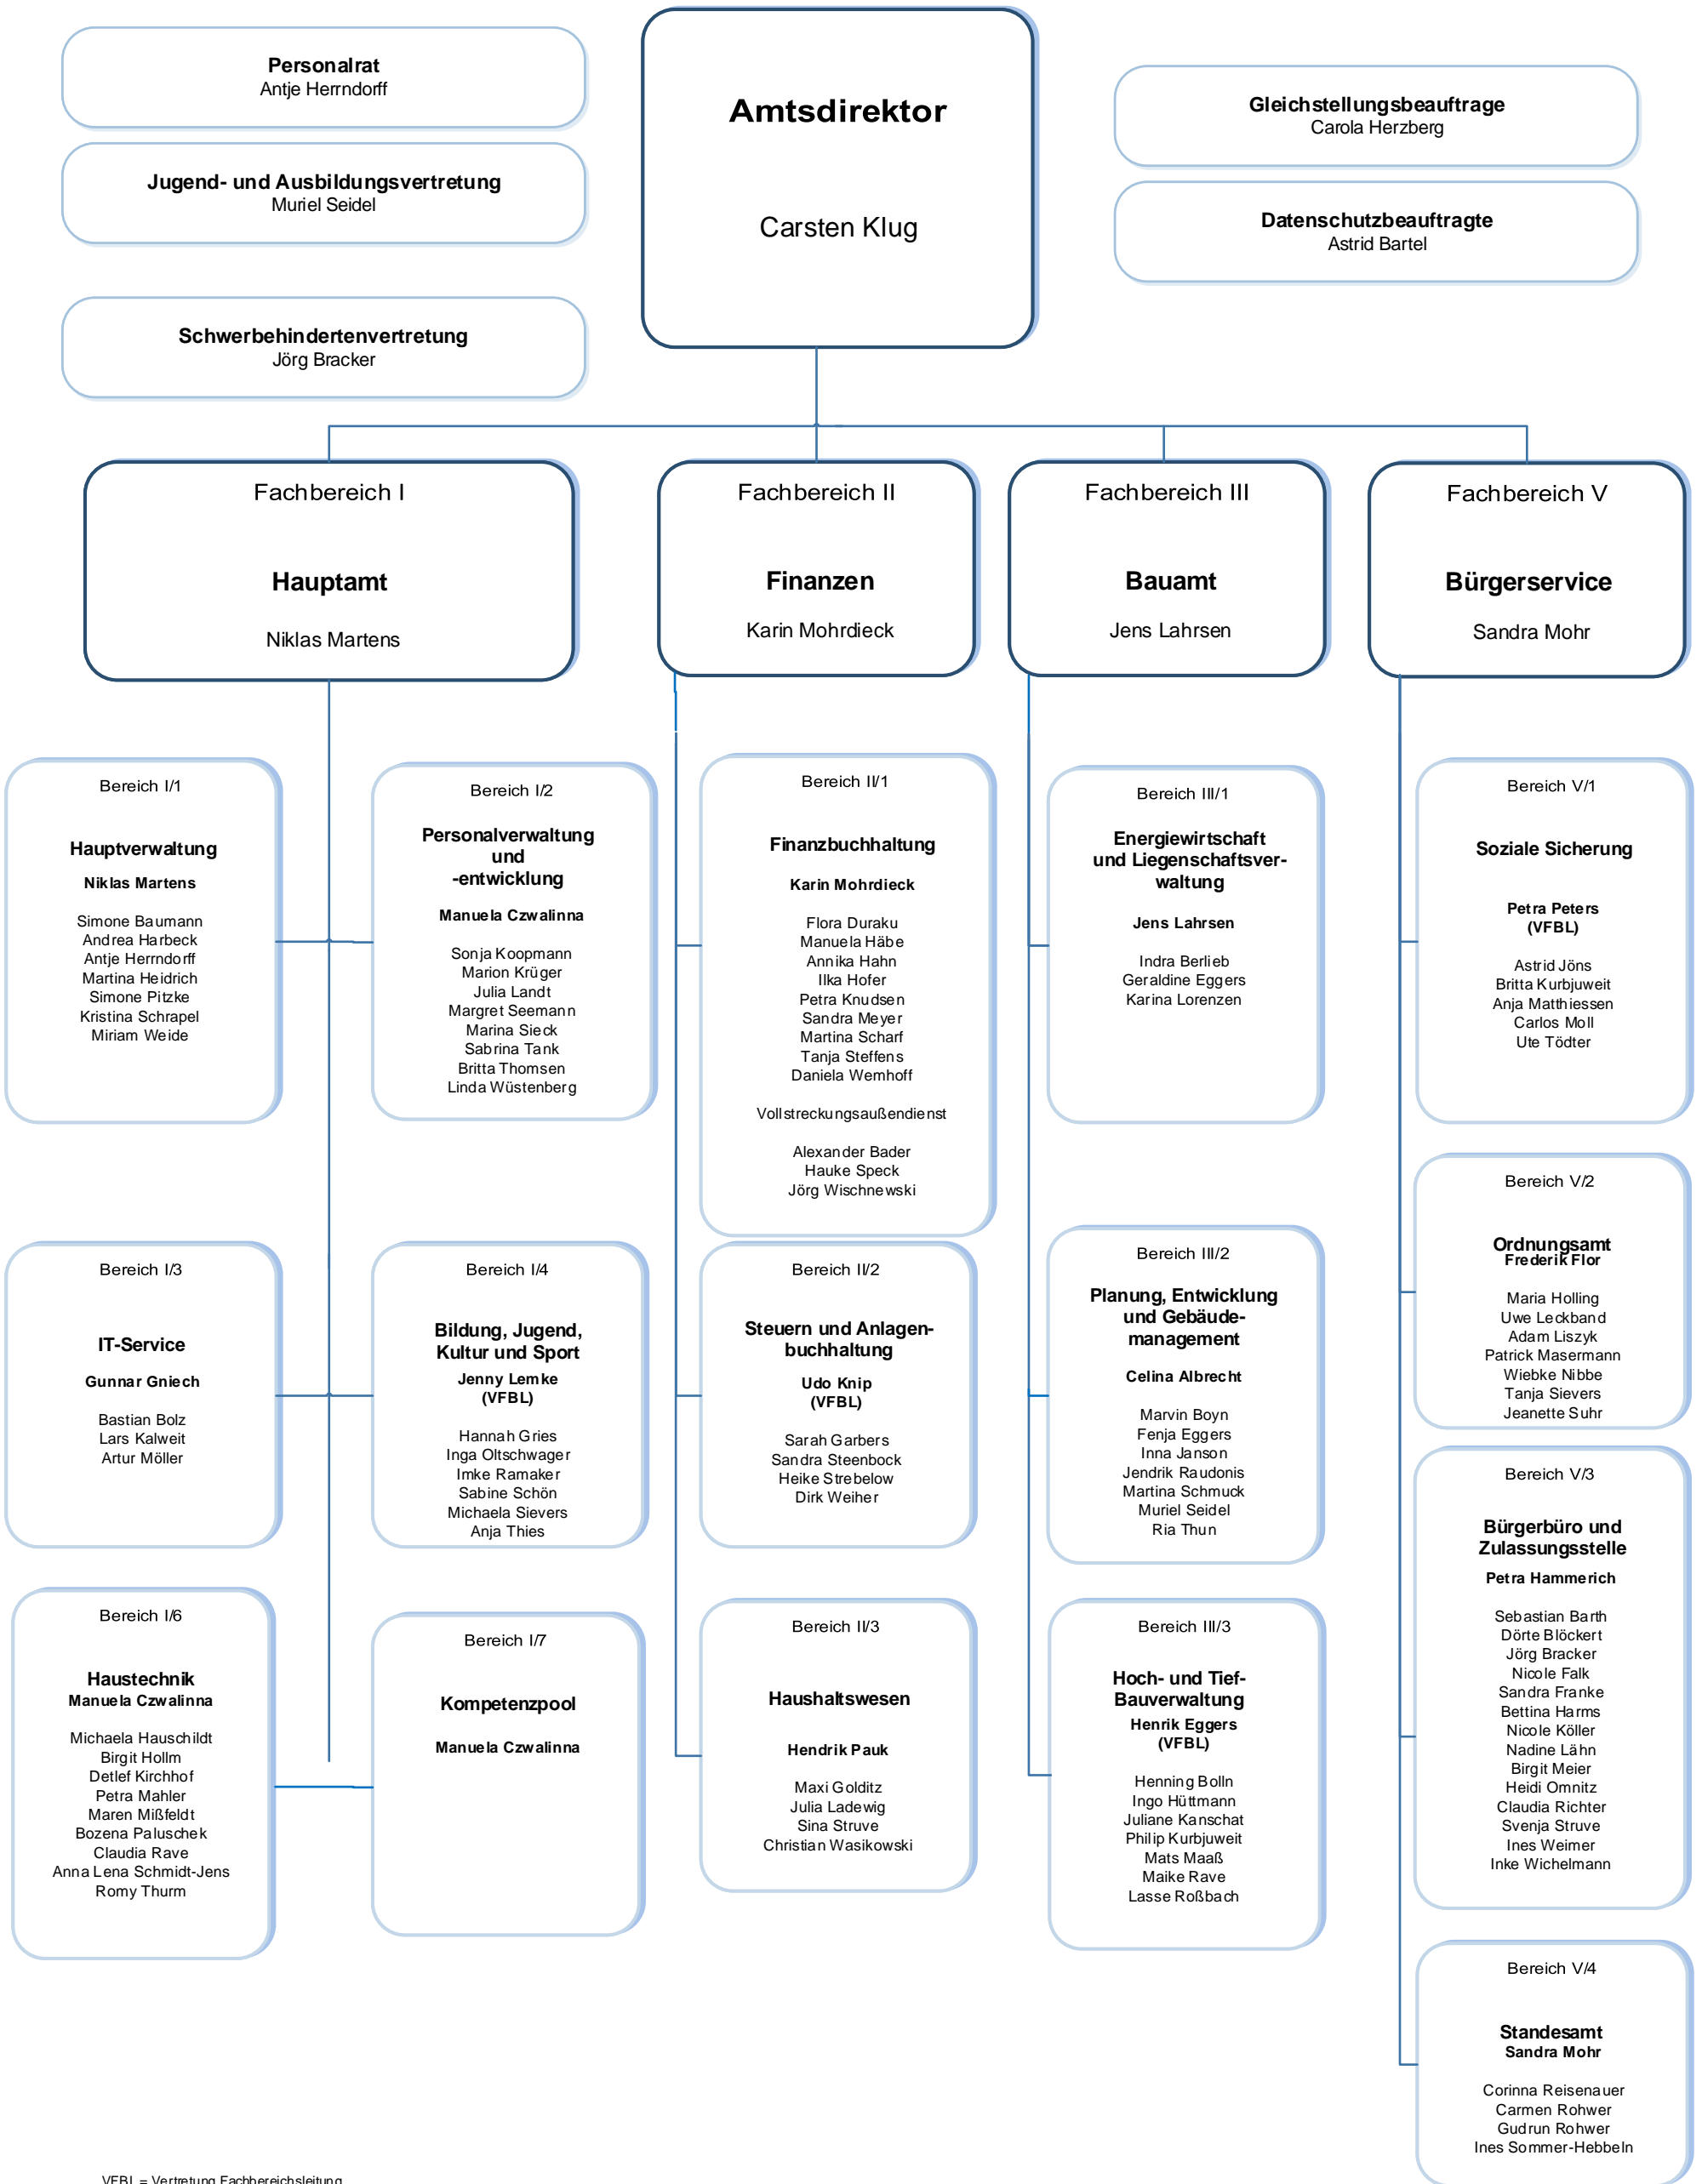 Personalrat
Antje Herrndorff
Jugend- und Ausbildungsvertretung
Muriel Seidel
Schwerbehindertenvertretung
Jörg Bracker
Amtsdirektor
Carsten Klug
Gleichstellungsbeauftrage
Carola Herzberg
Datenschutzbeauftragte
Astrid Bartel
Fachbereich I
Hauptamt
Niklas Martens
Fachbereich II
Finanzen
Karin Mohrdieck
Fachbereich III
Bauamt
Jens Lahrsen
Fachbereich V
Bürgerservice
Sandra Mohr
Bereich I/1
Hauptverwaltung
Niklas Martens
Simone Baumann
Andrea Harbeck
Antje Herrndorff
Martina Heidrich
Simone Pitzke
Kristina Schrapel
Miriam Weide
Bereich I/2
Personalverwaltung
und
-entwicklung
Manuela Czwalinna
Sonja Koopmann
Marion Krüger
Julia Landt
Margret Seemann
Marina Sieck
Sabrina Tank
Britta Thomsen
Linda Wüstenberg
Bereich II/1
Finanzbuchhaltung
Karin Mohrdieck
Flora Duraku
Manuela Häbe
Annika Hahn
Ilka Hofer
Petra Knudsen
Sandra Meyer
Martina Scharf
Tanja Steffens
Daniela Wernhoff
Vollstreckungsaußendienst
Alexander Bader
Hauke Speck
Jörg Wischnewski
Bereich III/1
Energiewirtschaft
und Liegenschaftsver-
waltung
Jens Lahrsen
Indra Berlieb
Geraldine Eggers
Karina Lorenzen
Bereich V/1
Soziale Sicherung
Petra Peters
(VFBL)
Astrid Jöns
Britta Kurbjuweit
Anja Matthiessen
Carlos Moll
Ute Tödter
Bereich V/2
Ordnungsamt
Frederik Flor
Maria Holling
Uwe Leckband
Adam Liszyk
Patrick Masermann
Wiebke Nibbe
Tanja Sievers
Jeanette Suhr
Bereich I/3
IT-Service
Gunnar Gniech
Bastian Bolz
Lars Kalweit
Artur Möller
Bereich I/4
Bildung, Jugend,
Kultur und Sport
Jenny Lemke
(VFBL)
Hannah Gries
Inga Oltschwager
Imke Ramaker
Sabine Schön
Michaela Sievers
Anja Thies
Bereich II/2
Steuern und Anlagen-
buchhaltung
Udo Knip
(VFBL)
Sarah Garbers
Sandra Steenbock
Heike Strebelow
Dirk Weiher
Bereich III/2
Planung, Entwicklung
und Gebäude-
management
Celina Albrecht
Marvin Boyn
Fenja Eggers
Inna Janson
Jendrik Raudonis
Martina Schmuck
Muriel Seidel
Ria Thun
Bereich V/3
Bürgerbüro und
Zulassungsstelle
Petra Hammerich
Sebastian Barth
Dörte Blöckert
Jörg Bracker
Nicole Falk
Sandra Franke
Bettina Harms
Nicole Köller
Nadine Lähn
Birgit Meier
Heidi Omnitz
Claudia Richter
Svenja Struve
Ines Weimer
Inke Wichelmann
Bereich I/6
Haustechnik
Manuela Czwalinna
Michaela Hauschildt
Birgit Hollm
Detlef Kirchhof
Petra Mahler
Maren Mißfeldt
Bozena Paluschek
Claudia Rave
Anna Lena Schmidt-Jens
Romy Thurm
Bereich I/7
Kompetenzpool
Manuela Czwalinna
Bereich II/3
Haushaltswesen
Hendrik Pauk
Maxi Golditz
Julia Ladewig
Sina Struve
Christian Wasikowski
Bereich III/3
Hoch- und Tief-
Bauverwaltung
Henrik Eggers
(VFBL)
Henning Bolln
Ingo Hüttmann
Juliane Kanschat
Philip Kurbjuweit
Mats Maaß
Maike Rave
Lasse Roßbach
Bereich V/4
Standesamt
Sandra Mohr
Corinna Reisenauer
Carmen Rohwer
Gudrun Rohwer
Ines Sommer-Hebbeln
VFBL = Vertretung Fachbereichsleitung